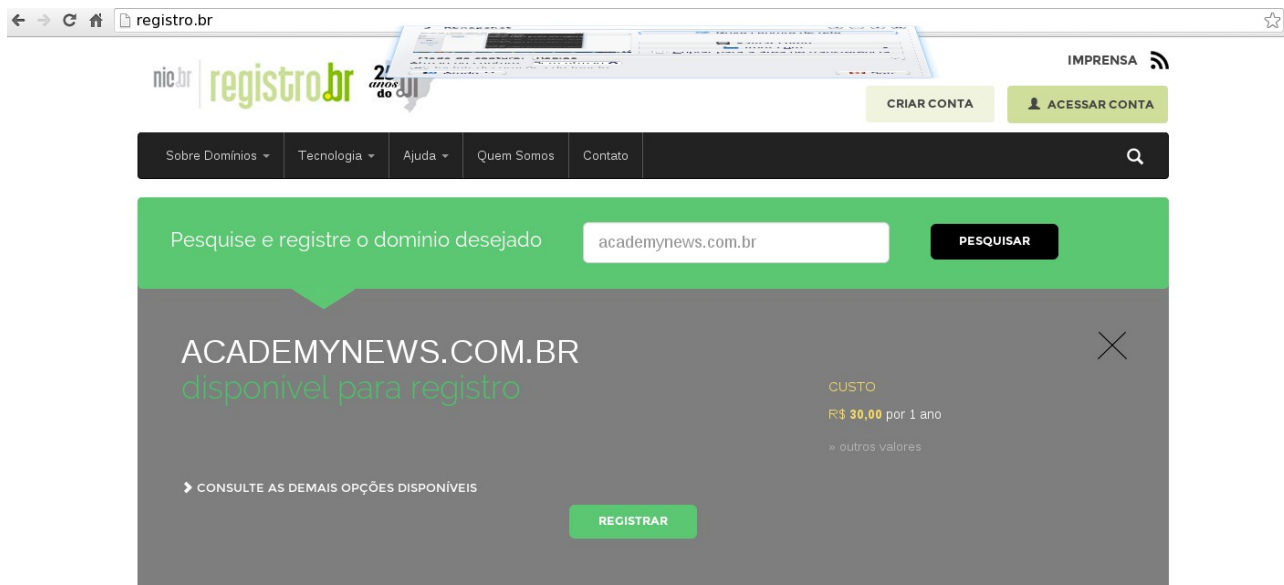 registro.br
IMPRENSA
nic.br registro.br
anos
do
CRIAR CONTA
ACESSAR CONTA
Sobre Domínios Tecnologia Ajuda Quem Somos Contato
Pesquise e registre o domínio desejado
academynews.com.br
PESQUISAR
ACADEMYNEWS.COM.BR
disponível para registro
CUSTO
R$ 30,00 por 1 ano
» outros valores
CONSULTE AS DEMAIS OPÇÕES DISPONÍVEIS
REGISTRAR